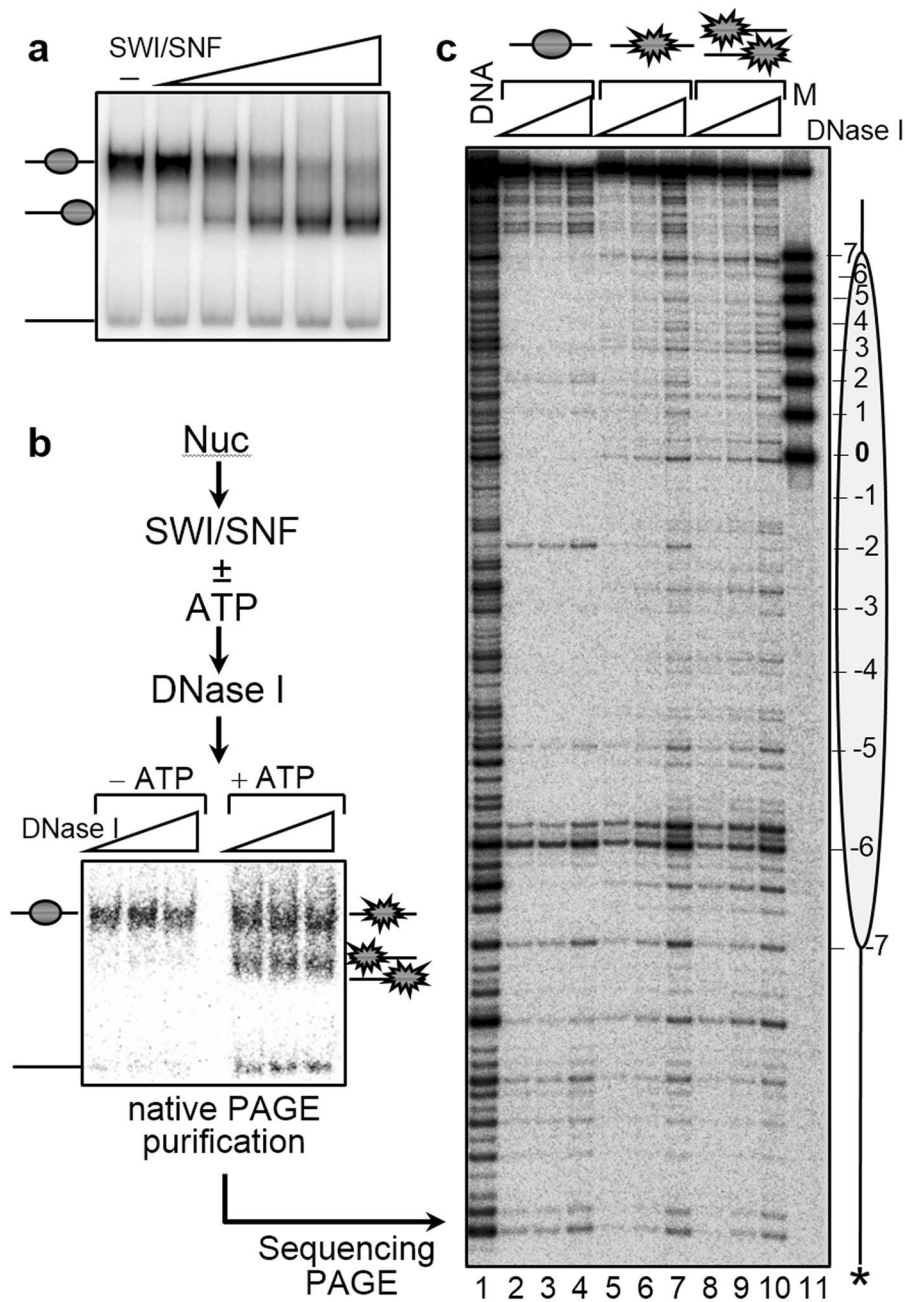 a
SWI/SNF
–
b
Nuc
SWI/SNF
±
ATP
DNase I
– ATP
+ ATP
DNase I
native PAGE
purification
Sequencing
PAGE
c
DNA
M
DNase I
7
6
5
4
3
2
1
0
-1
-2
-3
-4
-5
-6
-7
*
1 2 3 4 5 6 7 8 9 10 11